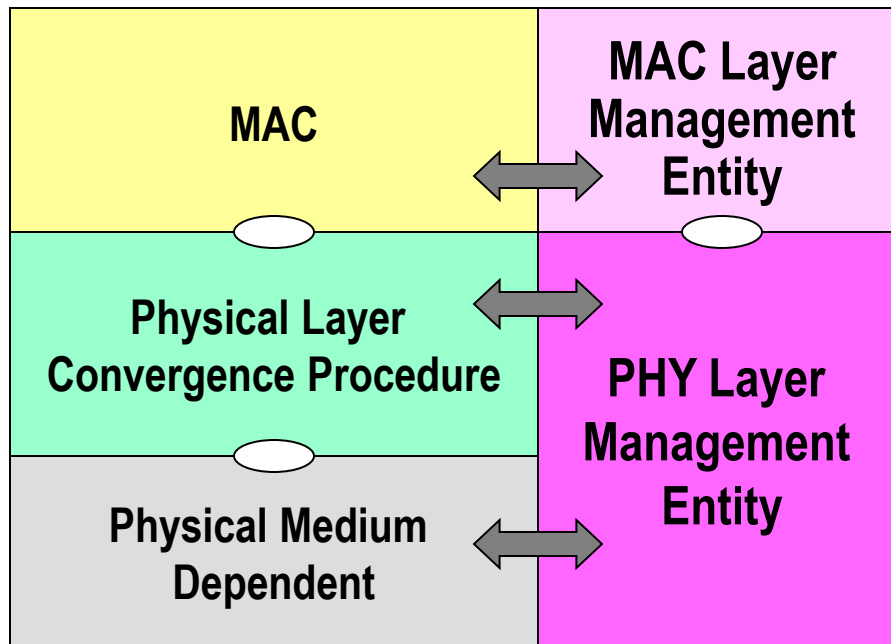 MAC
MAC Layer
Management
Entity
Physical Layer
Convergence Procedure
PHY Layer
Management
Entity
Physical Medium
Dependent